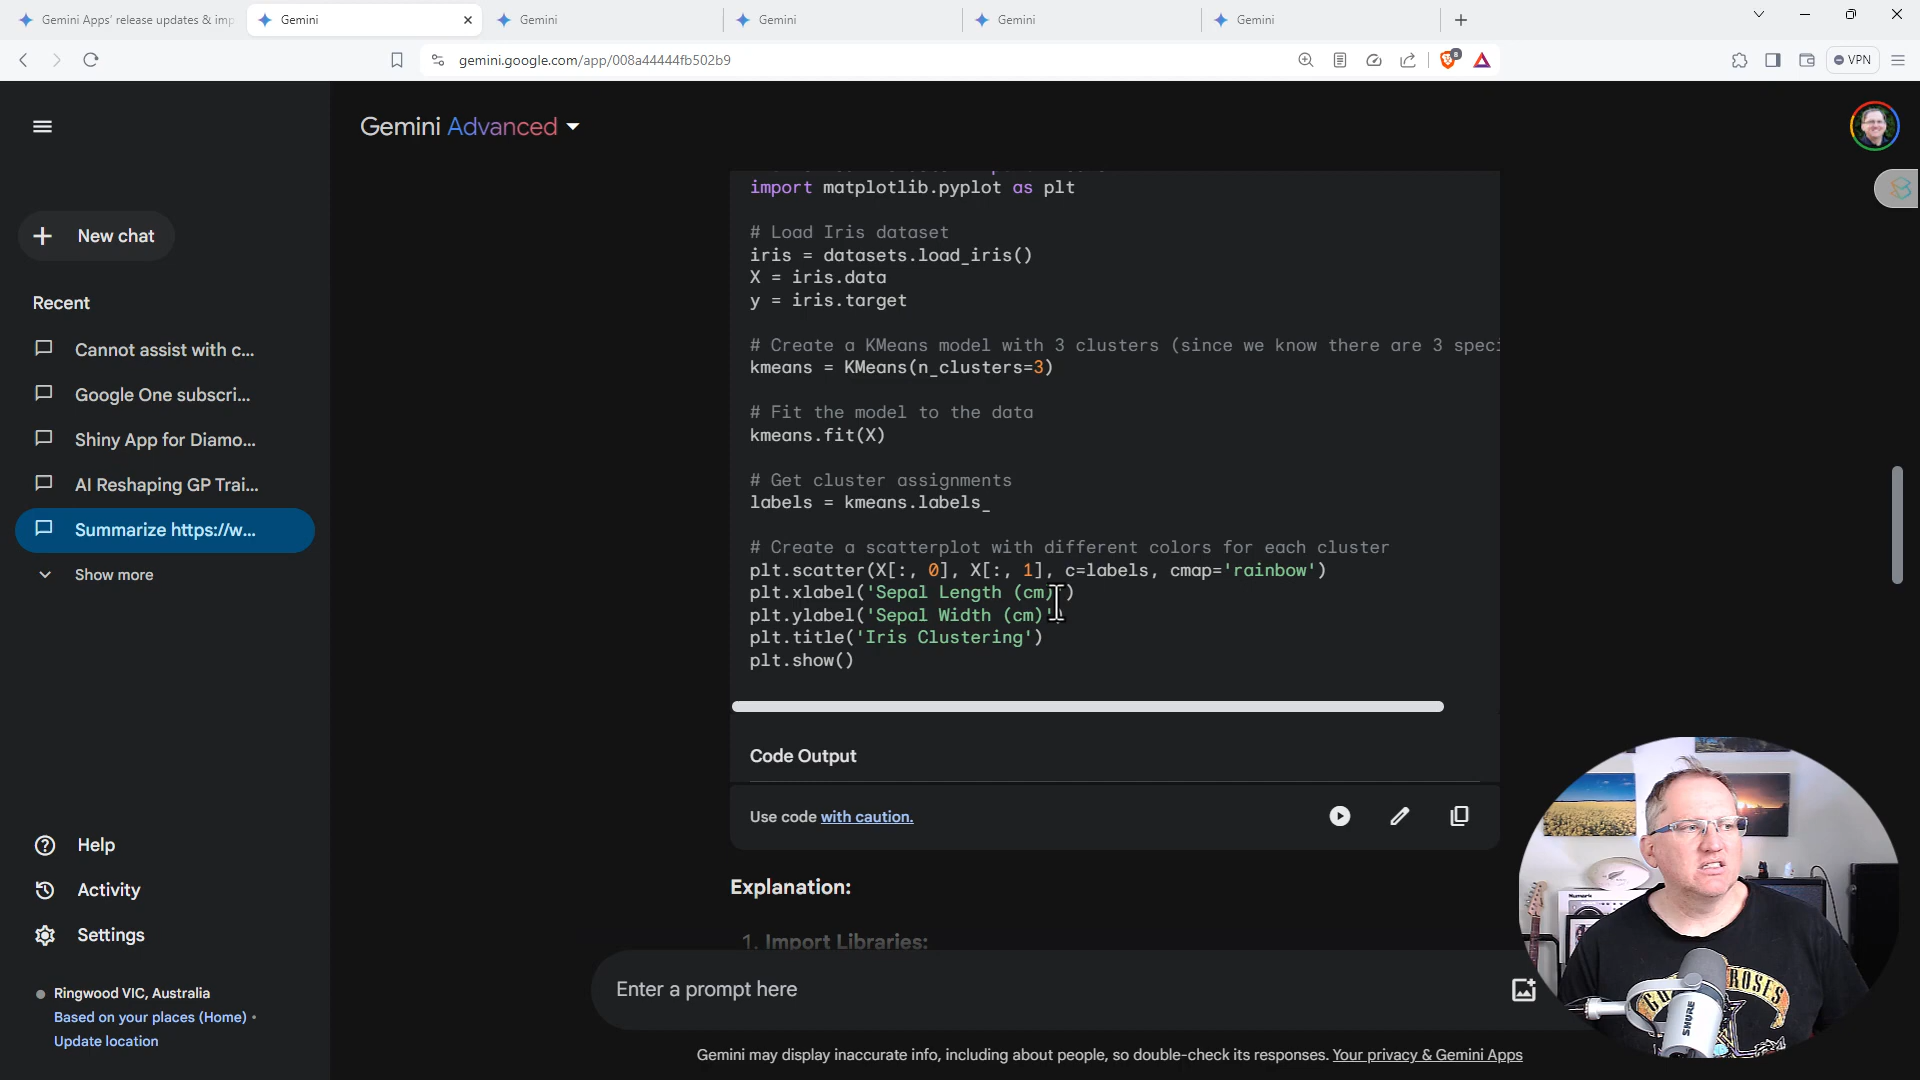 Gemini Apps' release updates & imp
Gemini
Gemini
Gemini
Gemini
Gemini
gemini.google.com/app/008a44444fb502b9
8
VPN
Gemini Advanced
New chat
Recent
Cannot assist with c...
Google One subscri...
Shiny App for Diamo...
AI Reshaping GP Trai...
Summarize https://w...
Show more
Help
Activity
Settings
Ringwood VIC, Australia
Based on your places (Home) •
Update location
import matplotlib.pyplot as plt
# Load Iris dataset
iris = datasets.load_iris()
X = iris.data
y = iris.target
# Create a KMeans model with 3 clusters (since we know there are 3 speci
kmeans = KMeans(n_clusters=3)
# Fit the model to the data
kmeans.fit(X)
# Get cluster assignments
labels = kmeans.labels_
# Create a scatterplot with different colors for each cluster
plt.scatter(X[:, 0], X[:, 1], c=labels, cmap='rainbow')
plt.xlabel('Sepal Length (cm)')
plt.ylabel('Sepal Width (cm)')
plt.title('Iris Clustering')
plt.show()
Code Output
Use code with caution.
Explanation:
1. Import Libraries:
Enter a prompt here
Gemini may display inaccurate info, including about people, so double-check its responses. Your privacy & Gemini Apps
Numark
ROSES
SHURE